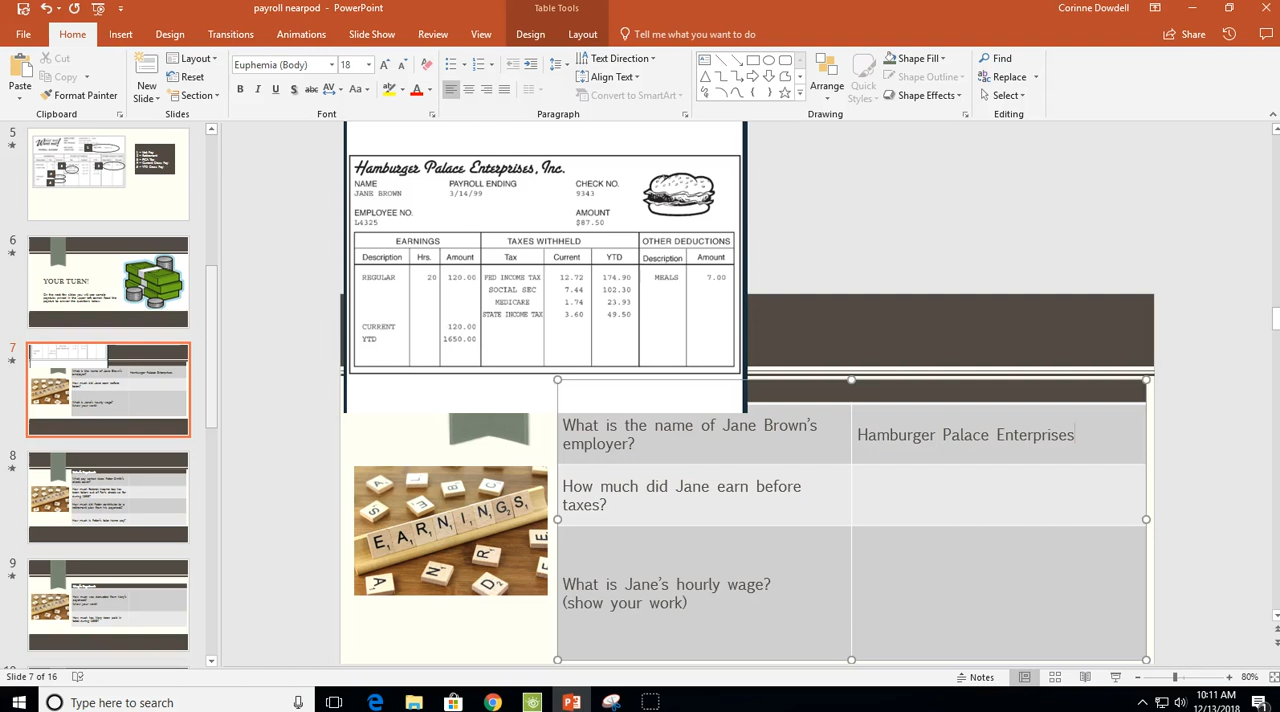 payroll nearpod - PowerPoint
Table Tools
Corinne Dowdell
File Home Insert Design Transitions Animations Slide Show Review View Design Layout Tell me what you want to do Share
Paste
Cut
Copy
Format Painter
Clipboard
New
Slide
Layout
Reset
Section
Slides
Euphemia (Body) 18
B I U S abc AV Aa A
Font
Paragraph
Text Direction
Align Text
Convert to SmartArt
Arrange
Quick
Styles
Shape Fill
Shape Outline
Shape Effects
Drawing
Find
Replace
Select
Editing
5
6
YOUR TURN!
7
8
9
Hamburger Palace Enterprises, Inc.
NAME PAYROLL ENDING CHECK NO.
JANE BROWN 3/14/99 9343
EMPLOYEE NO. AMOUNT
L4325 $87.50
EARNINGS TAXES WITHHELD OTHER DEDUCTIONS
Description Hrs. Amount Tax Current YTD Description Amount
REGULAR 20 120.00 FED INCOME TAX 12.72 174.90 MEALS 7.00
SOCIAL SEC 7.44 102.30
MEDICARE 1.74 23.93
STATE INCOME TAX 3.60 49.50
CURRENT 120.00
YTD 1650.00
What is the name of Jane Brown's
employer?
Hamburger Palace Enterprises
How much did Jane earn before
taxes?
What is Jane's hourly wage?
(show your work)
EARNINGS
Slide 7 of 16
Notes
80%
Type here to search
10:11 AM
12/13/2018